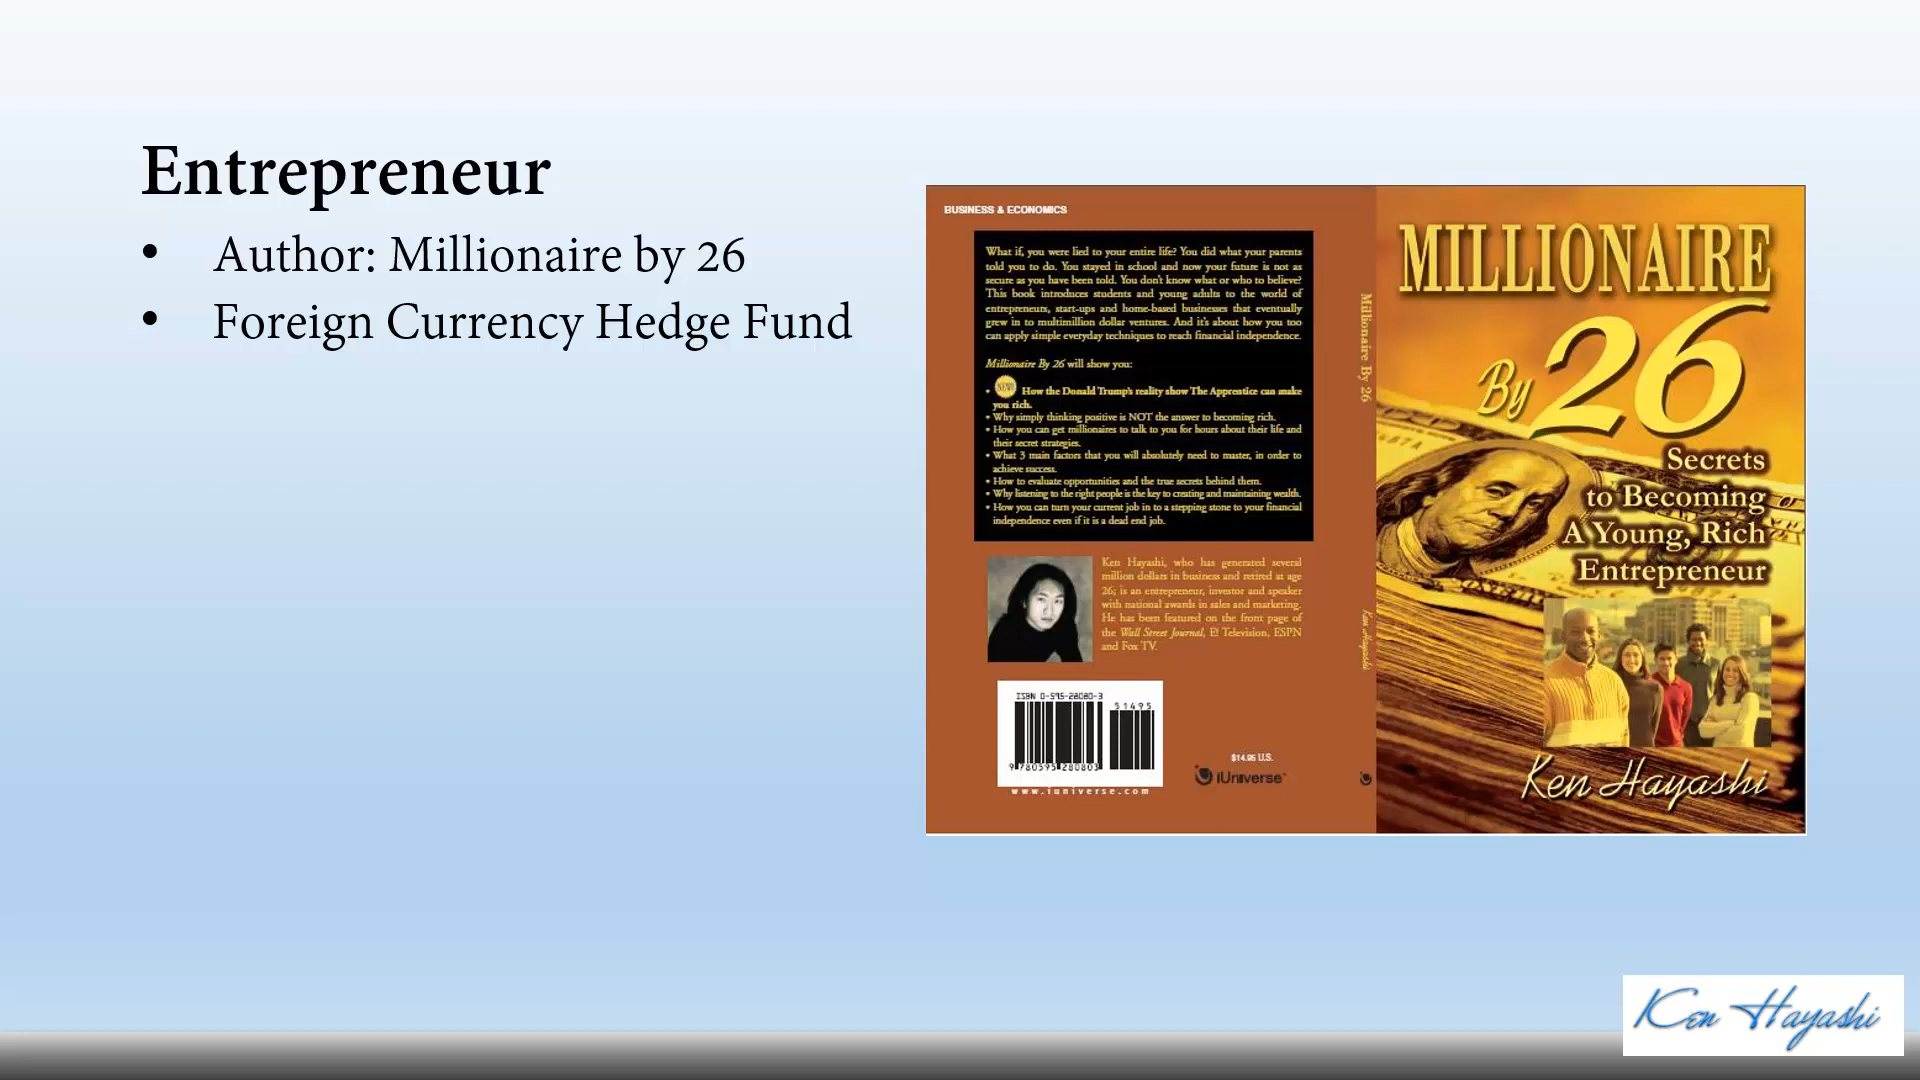 Entrepreneur
• Author: Millionaire by 26
• Foreign Currency Hedge Fund
BUSINESS & ECONOMICS
What if, you were lied to your entire life? You did what your parents
told you to do. You stayed in school and now your future is not as
secure as you have been told. You don't know what or who to believe?
This book introduces students and young adults to the world of
entrepreneurs, start-ups and home-based businesses that eventually
grew in to multimillion dollar ventures. And it's about how you too
can apply simple everyday techniques to reach financial independence.
Millionaire By 26 will show you:
• NEW! How the Donald Trump's reality show The Apprentice can make
you rich.
• Why simply thinking positive is NOT the answer to becoming rich.
• How you can get millionaires to talk to you for hours about their life and
their secret strategies.
• What 3 main factors that you will absolutely need to master, in order to
achieve success.
• How to evaluate opportunities and the true secrets behind them.
• Why listening to the right people is the key to creating and maintaining wealth.
• How you can turn your current job in to a stepping stone to your financial
independence even if it is a dead end job.
Ken Hayashi, who has generated several
million dollars in business and retired at age
26; is an entrepreneur, investor and speaker
with national awards in sales and marketing.
He has been featured on the front page of
the Wall Street Journal, E! Television, ESPN
and Fox TV.
ISBN 0-595-28080-3
51495
9 780595 280803
www.iuniverse.com
$14.95 U.S.
iUniverse
Millionaire By 26
Ken Hayashi
MILLIONAIRE
By 26
Secrets
to Becoming
A Young, Rich
Entrepreneur
Ken Hayashi
Ken Hayashi